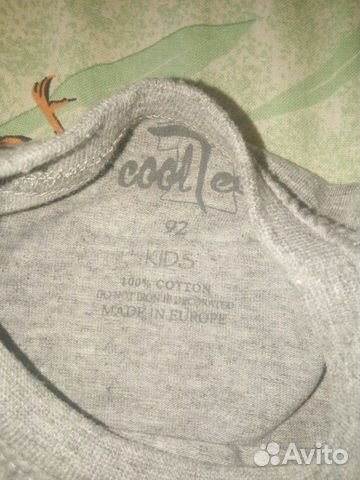 coolTea
92
KIDS
100% COTTON
DO NOT IRON IF DECORATED
MADE IN EUROPE
Avito